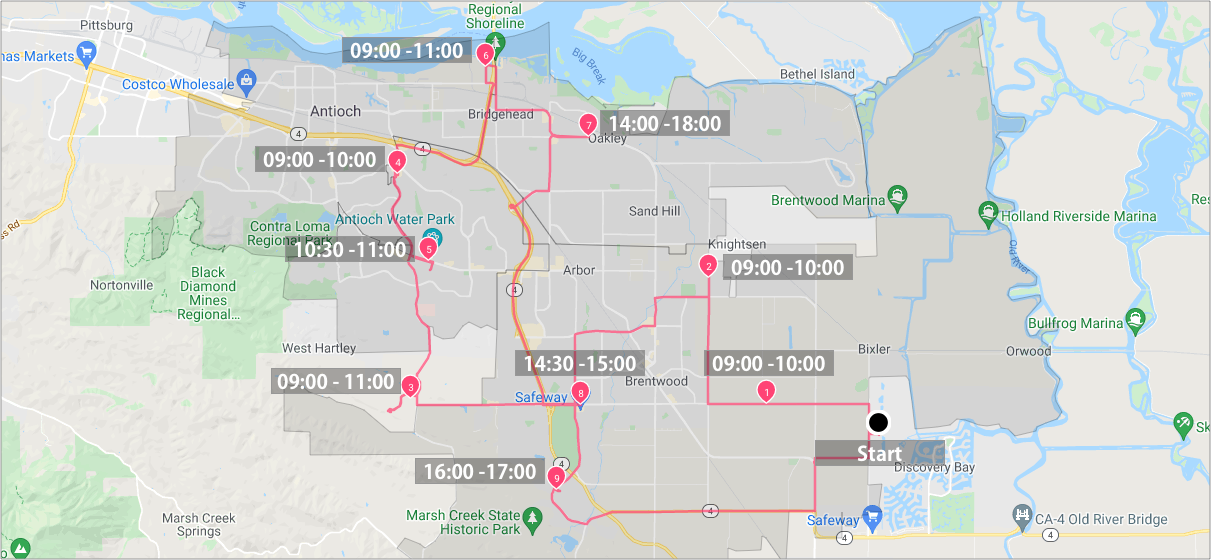 Regional
Shoreline
Pittsburg
nas Markets
09:00 -11:00
6
Big Break
Bethel Island
Costco Wholesale
Antioch
Bridgehead
7
14:00 -18:00
Oakley
4
4
09:00 -10:00
4
Brentwood Marina
Sand Hill
Holland Riverside Marina
Res
ss Rd
Antioch Water Park
Contra Loma
Regional Park
10:30 -11:00
5
Knightsen
2
09:00 -10:00
Old River
Black
Diamond
Mines
Regional...
Arbor
Nortonville
4
Bullfrog Marina
West Hartley
Bixler
Orwood
14:30 -15:00
09:00 -10:00
09:00 - 11:00
3
Brentwood
Safeway
8
1
Sk
Start
16:00 -17:00
9
4
Discovery Bay
Marsh Creek
Springs
Marsh Creek State
Historic Park
4
Safeway
CA-4 Old River Bridge
4
4